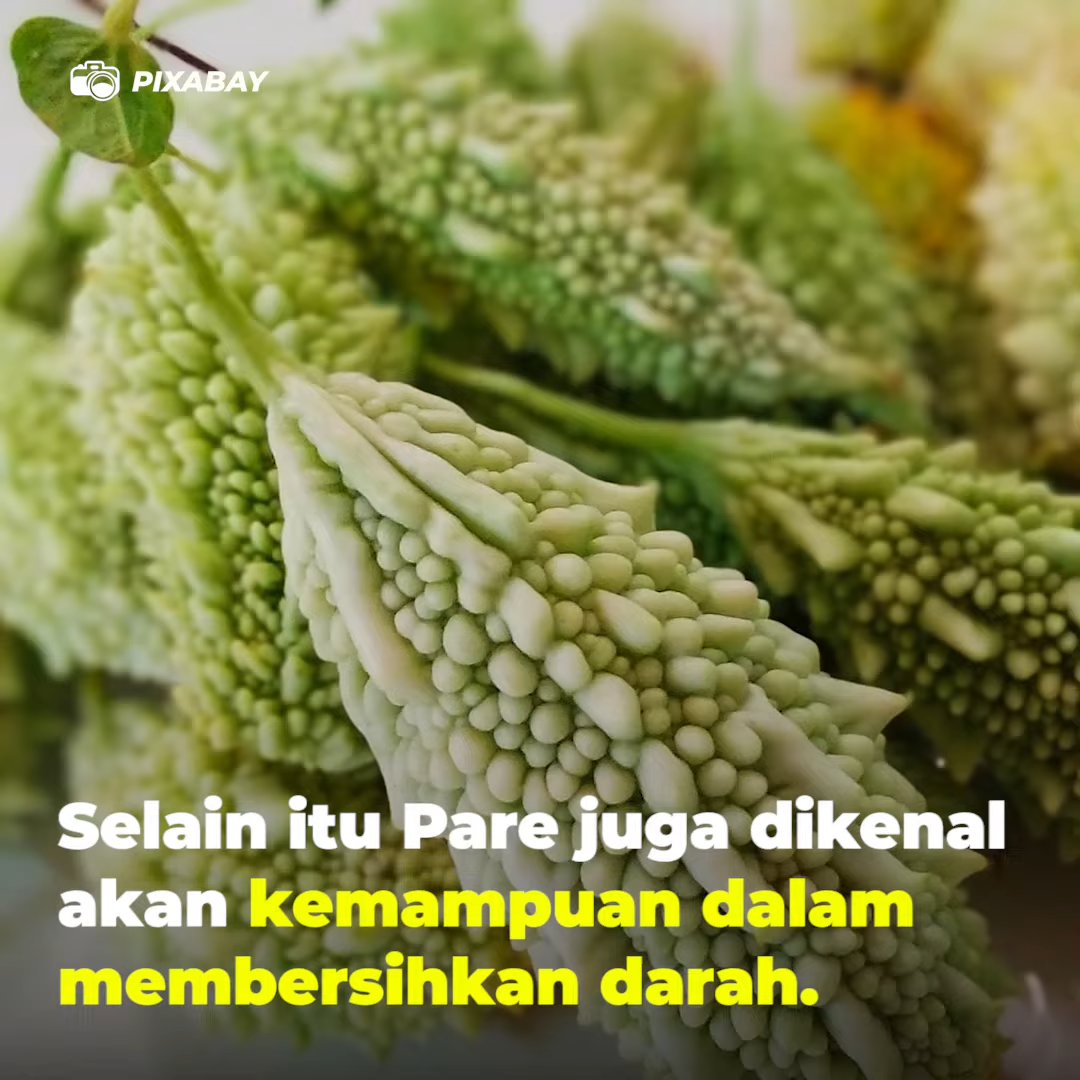 PIXABAY
Selain itu Pare juga dikenal
akan kemampuan dalam
membersihkan darah.